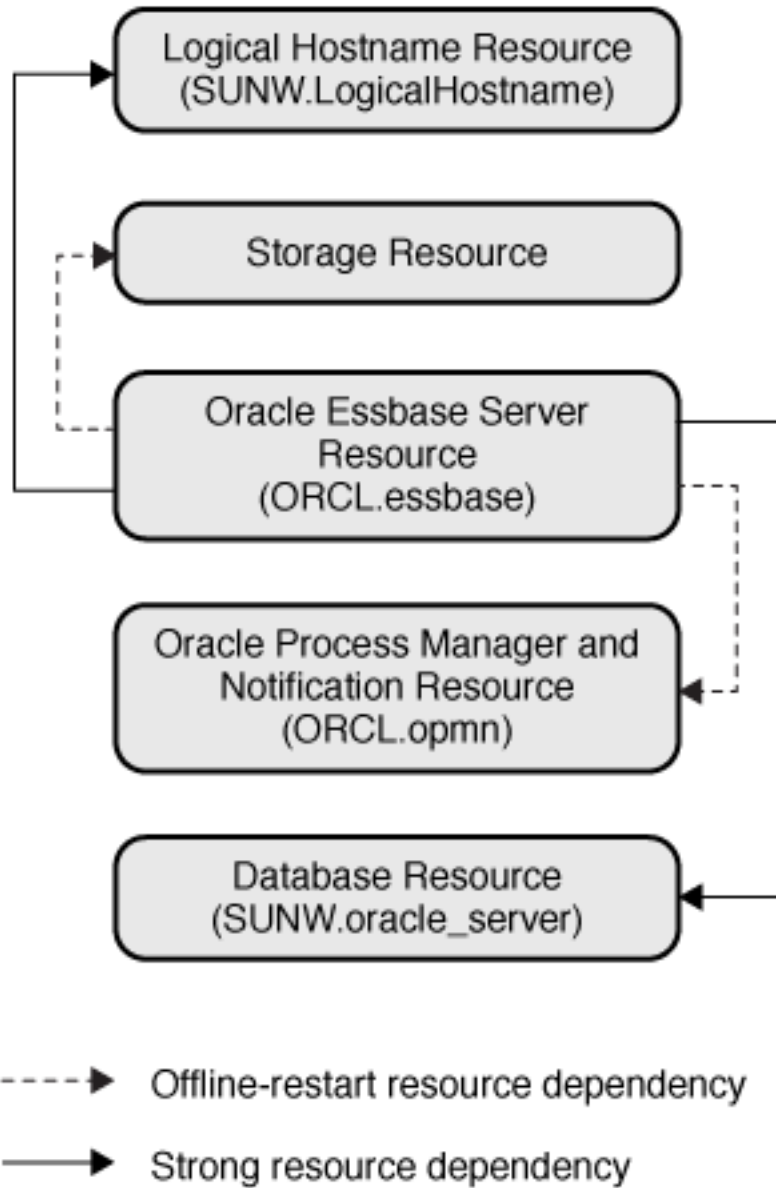 Logical Hostname Resource
(SUNW.LogicalHostname)
Storage Resource
Oracle Essbase Server
Resource
(ORCL.essbase)
Oracle Process Manager and
Notification Resource
(ORCL.opmn)
Database Resource
(SUNW.oracle_server)
Offline-restart resource dependency
Strong resource dependency